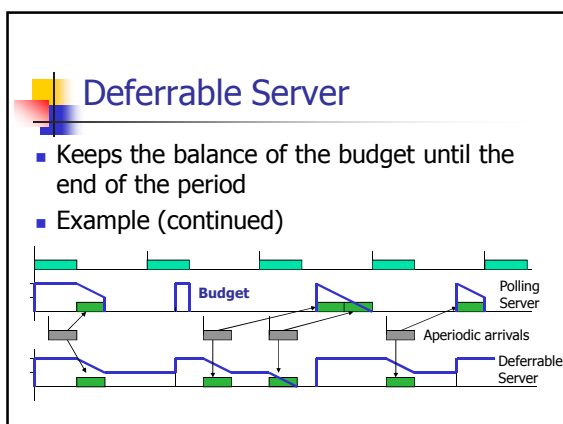 Deferrable Server
Keeps the balance of the budget until the
end of the period
Example (continued)
Budget
Polling
Server
Aperiodic arrivals
Deferrable
Server